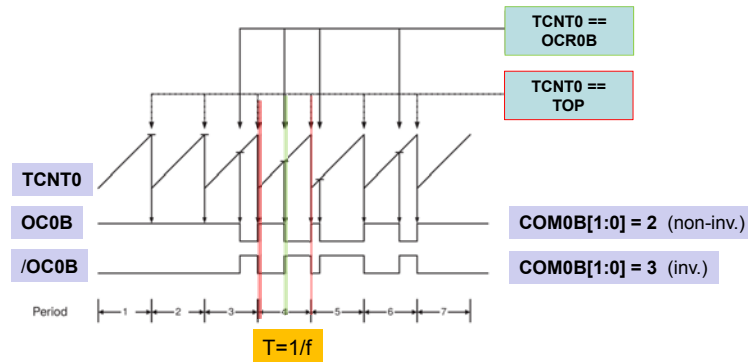 TCNT0 ==
OCR0B
TCNT0 ==
TOP
TCNT0
OC0B
COM0B[1:0] = 2 (non-inv.)
/OC0B
COM0B[1:0] = 3 (inv.)
Period 1 2 3 4 5 6 7
T=1/f